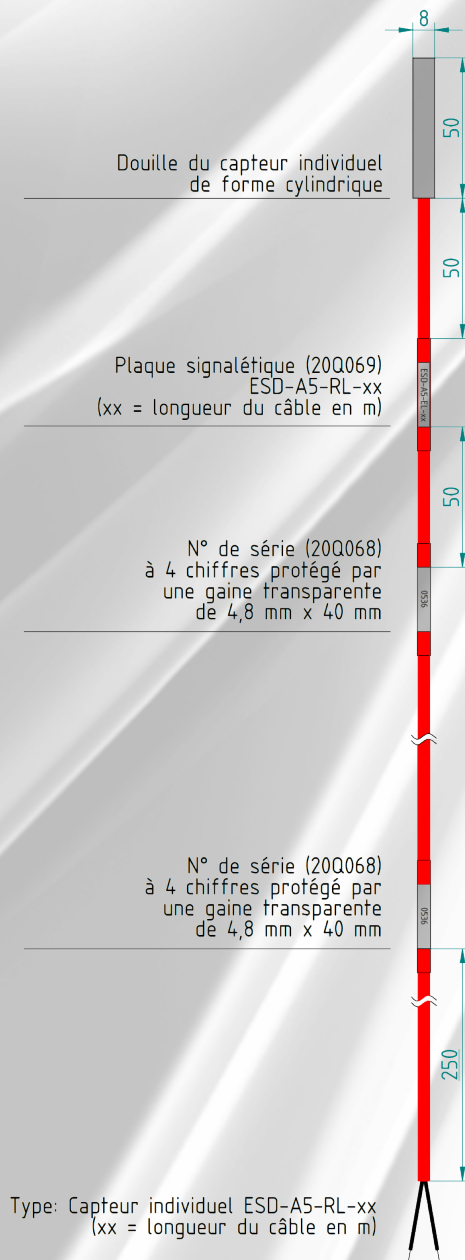 8
50
Douille du capteur individuel
de forme cylindrique
50
Plaque signalétique (20Q069)
ESD-A5-RL-xx
(xx = longueur du câble en m)
ESD-A5-EL-xx
50
N° de série (20Q068)
à 4 chiffres protégé par
une gaine transparente
de 4,8 mm x 40 mm
0536
N° de série (20Q068)
à 4 chiffres protégé par
une gaine transparente
de 4,8 mm x 40 mm
0536
250
Type: Capteur individuel ESD-A5-RL-xx
(xx = longueur du câble en m)